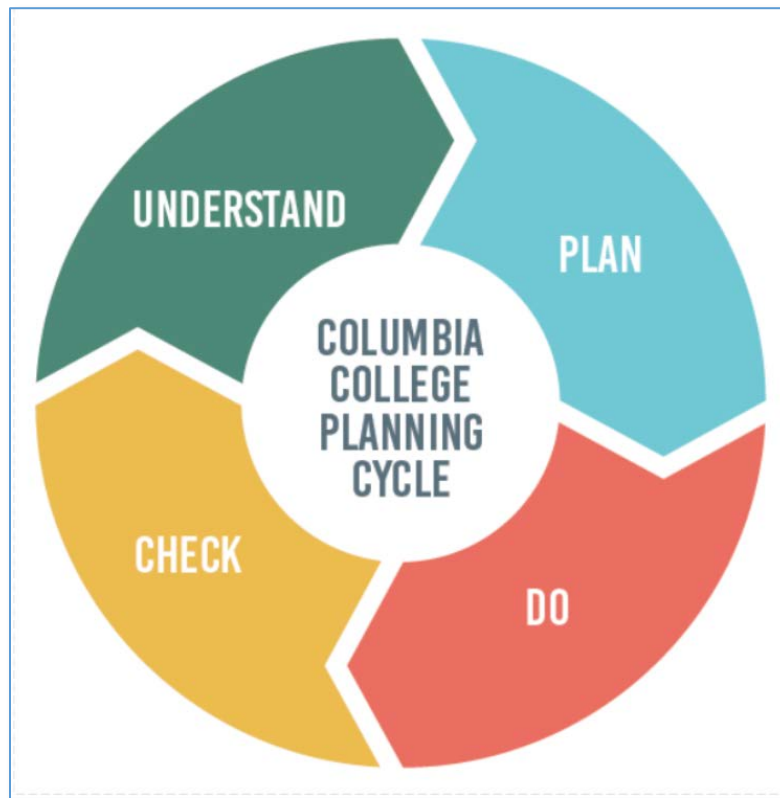 UNDERSTAND
PLAN
COLUMBIA
COLLEGE
PLANNING
CYCLE
CHECK
DO